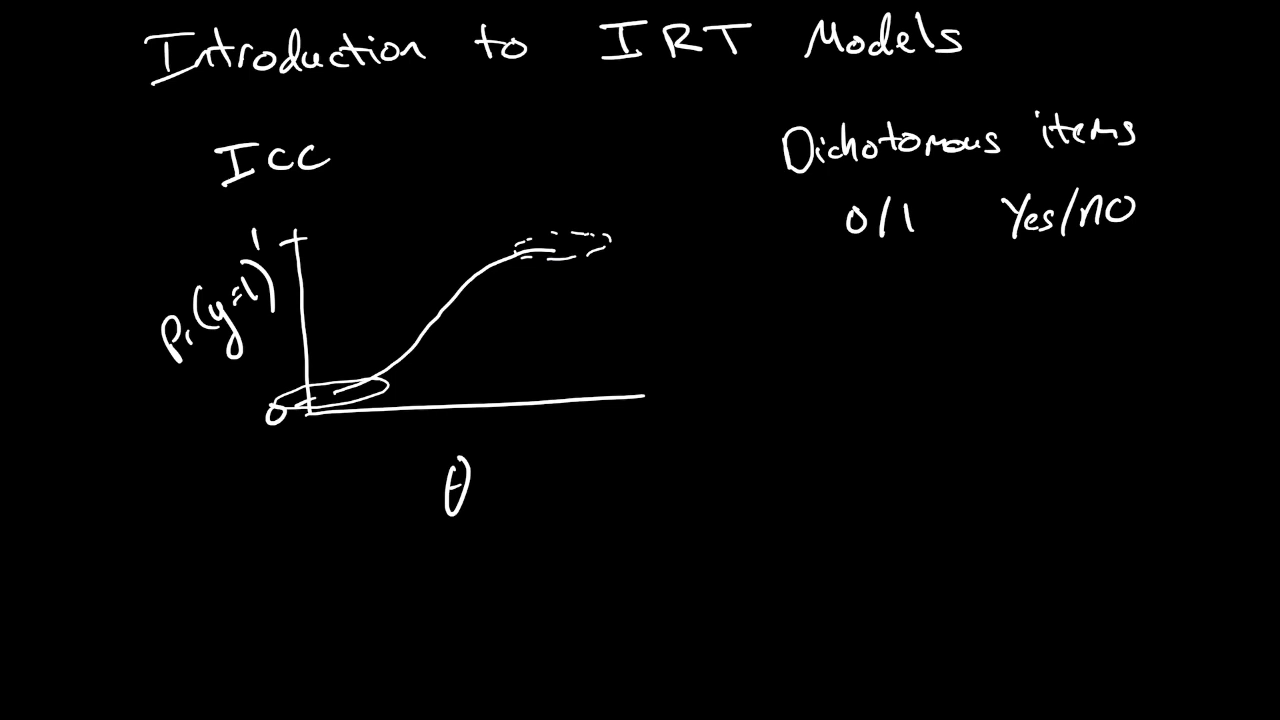 Introduction to IRT Models
Dichotomous items
ICC
0/1 Yes/no
1
Pi(y=1)
0
θ